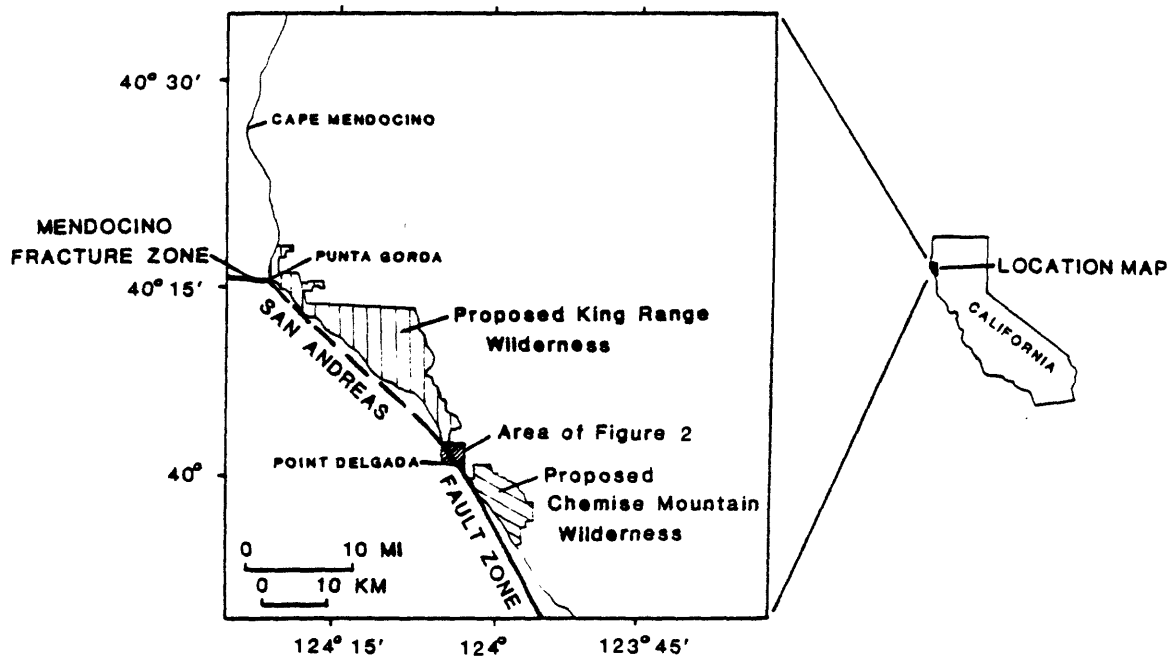 40° 30'
CAPE MENDOCINO
MENDOCINO
FRACTURE ZONE
PUNTA GORDA
40° 15'
SAN ANDREAS
Proposed King Range
Wilderness
Area of Figure 2
POINT DELGADA
40°
FAULT ZONE
Proposed
Chemise Mountain
Wilderness
0 10 MI
0 10 KM
124° 15'
124°
123° 45'
LOCATION MAP
CALIFORNIA